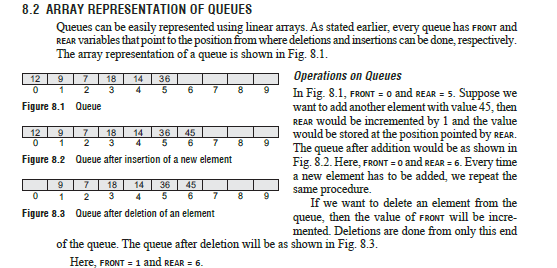 8.2 ARRAY REPRESENTATION OF QUEUES
Queues can be easily represented using linear arrays. As stated earlier, every queue has FRONT and
REAR variables that point to the position from where deletions and insertions can be done, respectively.
The array representation of a queue is shown in Fig. 8.1.
12 9 7 18 14 36
0 1 2 3 4 5 6 7 8 9
Figure 8.1 Queue
12 9 7 18 14 36 45
0 1 2 3 4 5 6 7 8 9
Figure 8.2 Queue after insertion of a new element
9 7 18 14 36 45
0 1 2 3 4 5 6 7 8 9
Figure 8.3 Queue after deletion of an element
Operations on Queues
In Fig. 8.1, FRONT = 0 and REAR = 5. Suppose we
want to add another element with value 45, then
REAR would be incremented by 1 and the value
would be stored at the position pointed by REAR.
The queue after addition would be as shown in
Fig. 8.2. Here, FRONT = 0 and REAR = 6. Every time
a new element has to be added, we repeat the
same procedure.
If we want to delete an element from the
queue, then the value of FRONT will be incre-
mented. Deletions are done from only this end
of the queue. The queue after deletion will be as shown in Fig. 8.3.
Here, FRONT = 1 and REAR = 6.